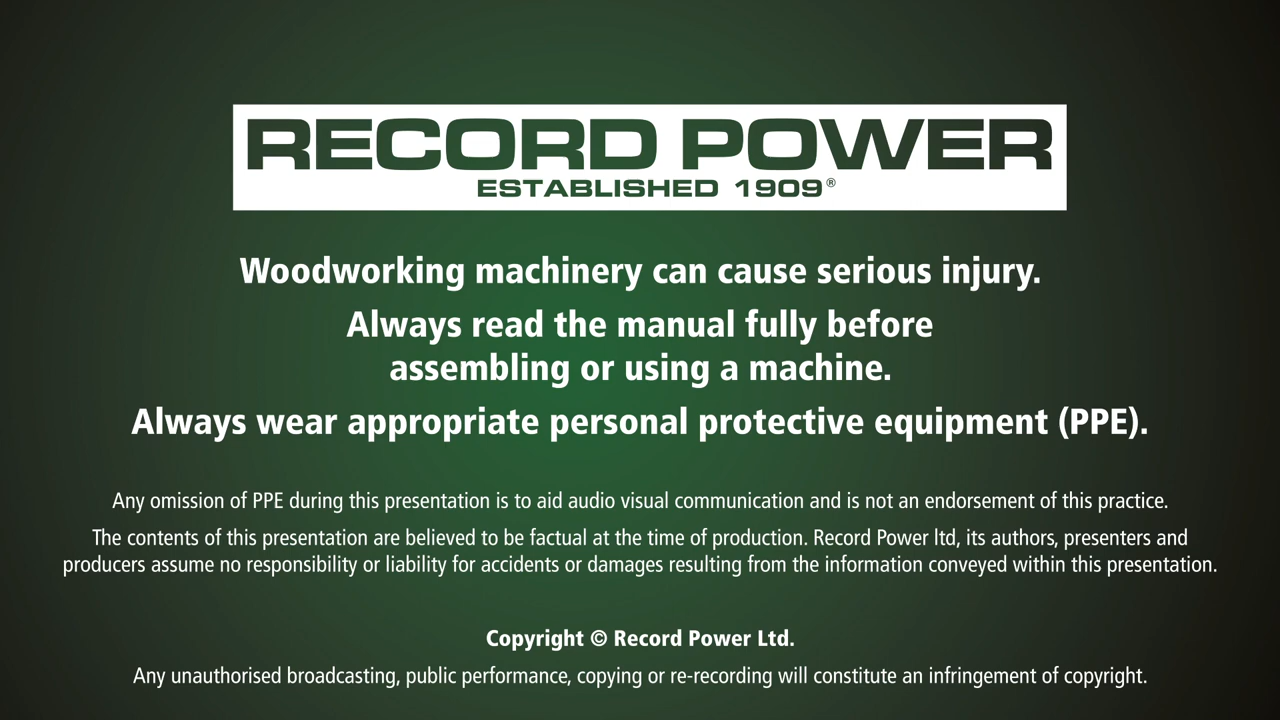 RECORD POWER
ESTABLISHED 1909®
Woodworking machinery can cause serious injury.
Always read the manual fully before
assembling or using a machine.
Always wear appropriate personal protective equipment (PPE).
Any omission of PPE during this presentation is to aid audio visual communication and is not an endorsement of this practice.
The contents of this presentation are believed to be factual at the time of production. Record Power ltd, its authors, presenters and
producers assume no responsibility or liability for accidents or damages resulting from the information conveyed within this presentation.
Copyright © Record Power Ltd.
Any unauthorised broadcasting, public performance, copying or re-recording will constitute an infringement of copyright.